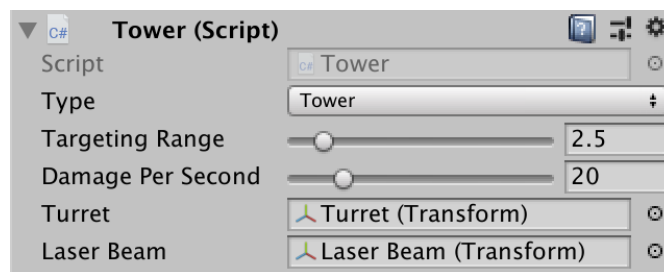 C# Tower (Script)
Script C# Tower
Type Tower
Targeting Range 2.5
Damage Per Second 20
Turret Turret (Transform)
Laser Beam Laser Beam (Transform)